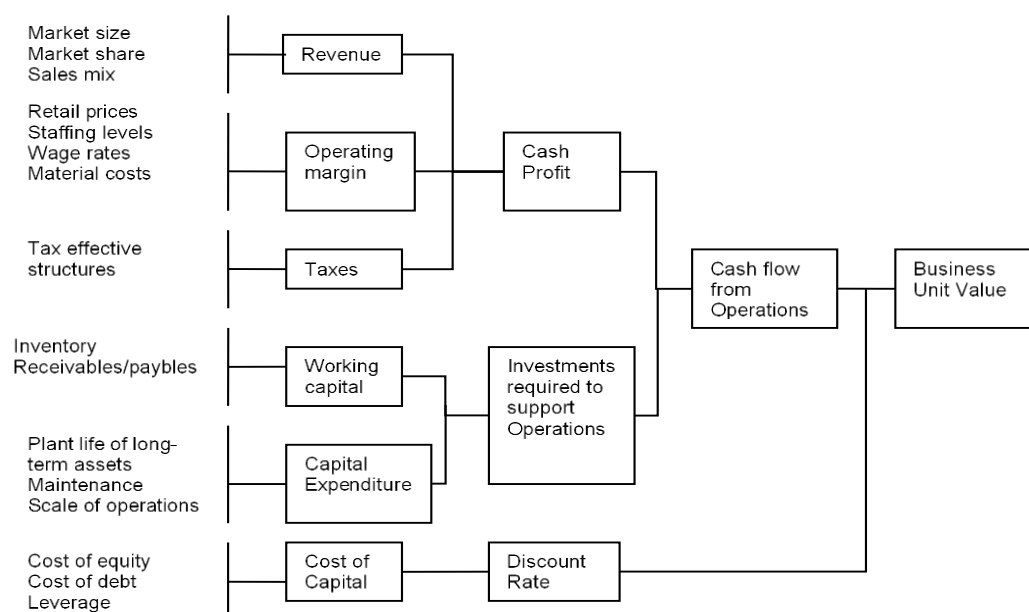 Market size
Market share
Sales mix
Revenue
Retail prices
Staffing levels
Wage rates
Material costs
Operating
margin
Cash
Profit
Tax effective
structures
Taxes
Cash flow
from
Operations
Business
Unit Value
Inventory
Receivables/paybles
Working
capital
Investments
required to
support
Operations
Plant life of long-
term assets
Maintenance
Scale of operations
Capital
Expenditure
Cost of equity
Cost of debt
Leverage
Cost of
Capital
Discount
Rate